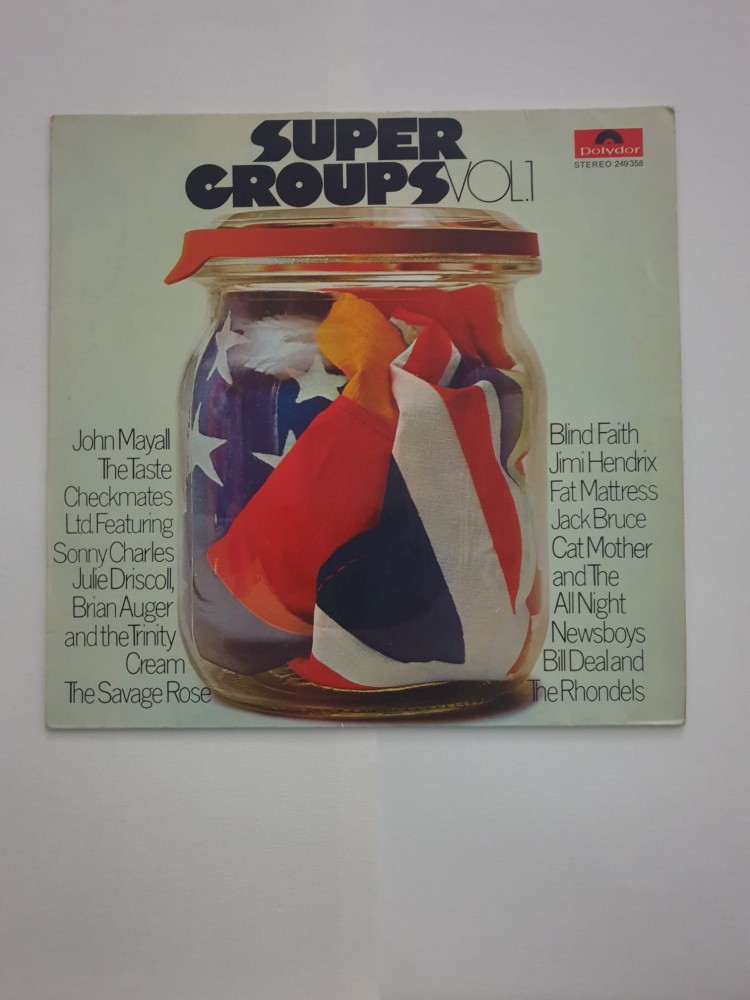 SUPER
GROUPS VOL.1
polydor
STEREO 249 358
John Mayall
The Taste
Checkmates
Ltd. Featuring
Sonny Charles
Julie Driscoll,
Brian Auger
and the Trinity
Cream
The Savage Rose
Blind Faith
Jimi Hendrix
Fat Mattress
Jack Bruce
Cat Mother
and The
All Night
Newsboys
Bill Deal and
The Rhondels